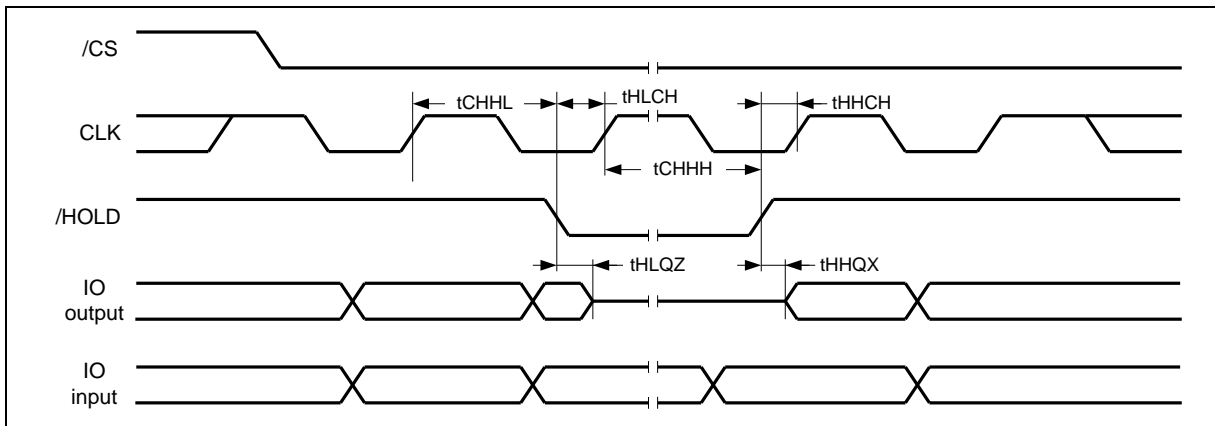 /CS
tCHHL
tHLCH
tHHCH
CLK
tCHHH
/HOLD
tHLQZ
tHHQX
IO
output
IO
input